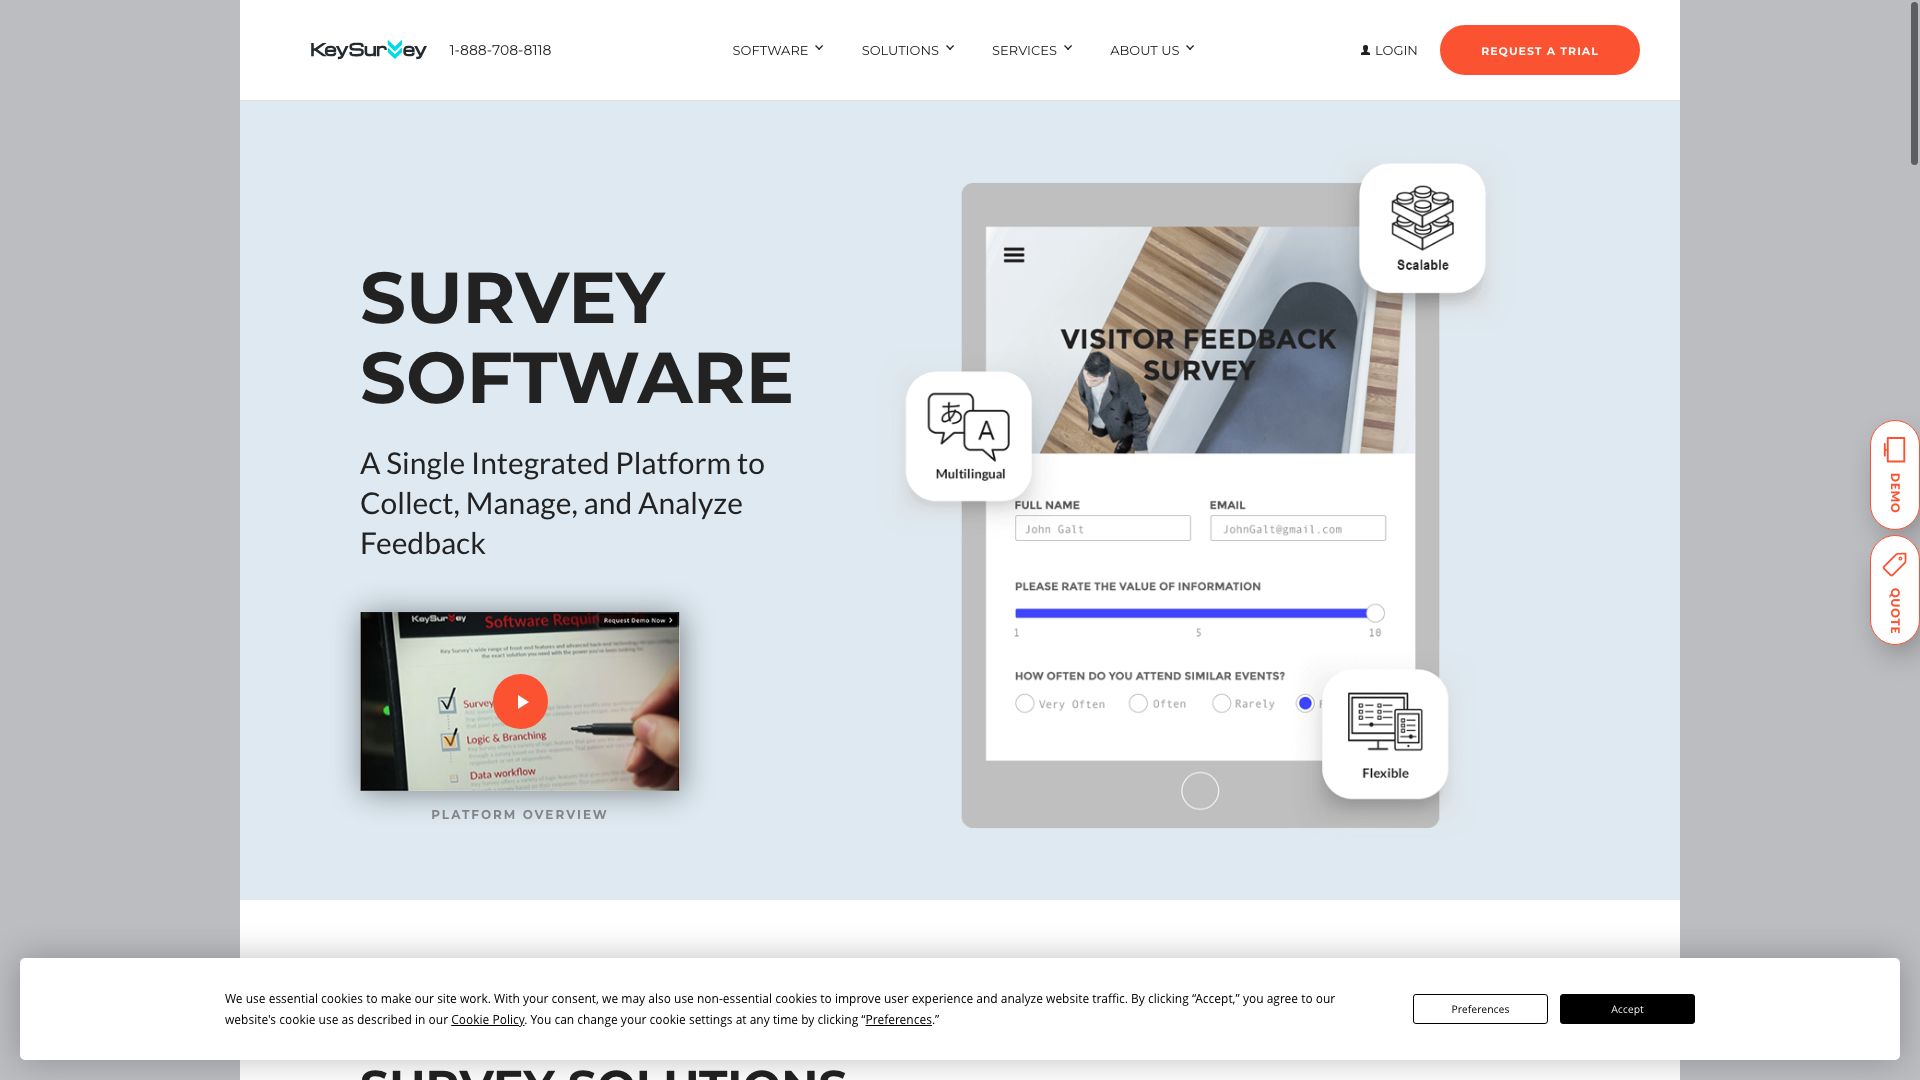 KeySurvey 1-888-708-8118 SOFTWARE SOLUTIONS SERVICES ABOUT US LOGIN REQUEST A TRIAL
SURVEY
SOFTWARE
A Single Integrated Platform to
Collect, Manage, and Analyze
Feedback
KeySurvey Software Request Demo Now
Survey
Logic & Branching
Data workflow
PLATFORM OVERVIEW
Scalable
VISITOR FEEDBACK
SURVEY
あ A
Multilingual
FULL NAME EMAIL
John Galt JohnGalt@gmail.com
PLEASE RATE THE VALUE OF INFORMATION
1 5 10
HOW OFTEN DO YOU ATTEND SIMILAR EVENTS?
Very Often Often Rarely
Flexible
DEMO
QUOTE
We use essential cookies to make our site work. With your consent, we may also use non-essential cookies to improve user experience and analyze website traffic. By clicking “Accept,” you agree to our
website's cookie use as described in our Cookie Policy. You can change your cookie settings at any time by clicking “Preferences.”
Preferences Accept
SURVEY SOLUTIONS